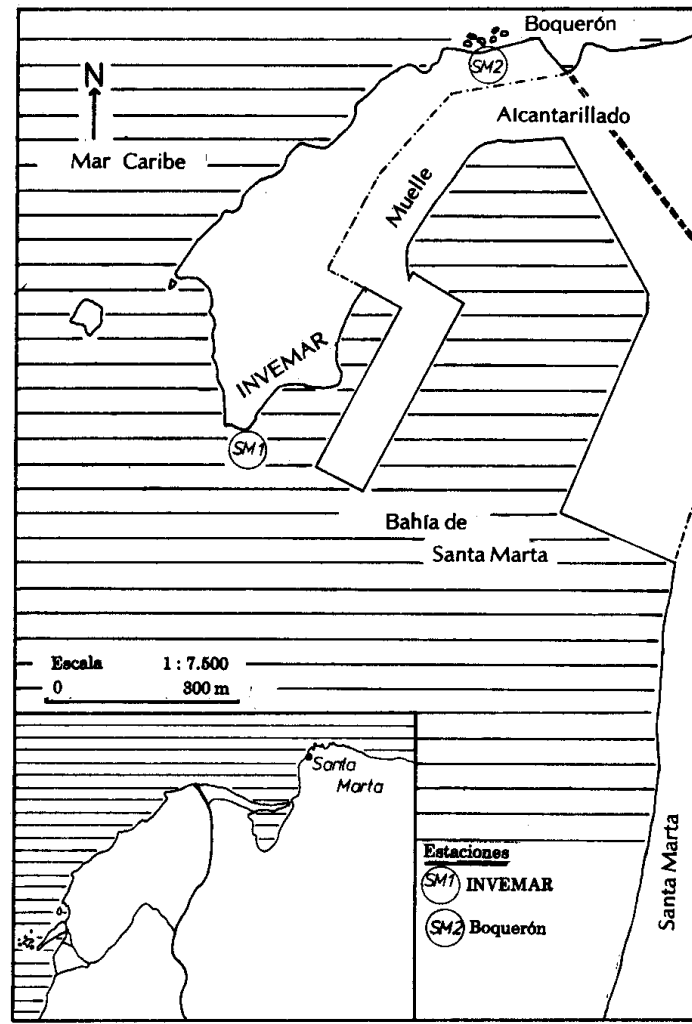 Boquerón
SM2
N
Alcantarillado
Mar Caribe
Muelle
INVEMAR
SM1
Bahía de
Santa Marta
Escala 1 : 7.500
0 300 m
Santa
Marta
Estaciones
SM1 INVEMAR
SM2 Boquerón
Santa Marta